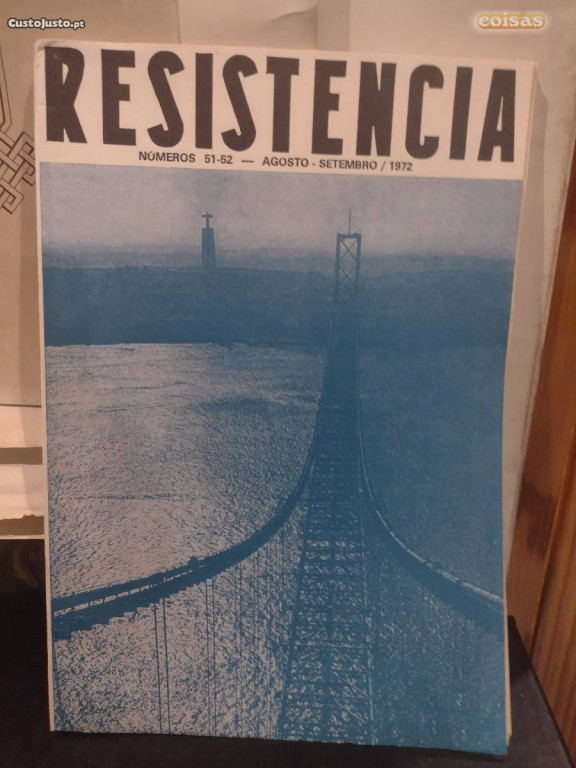 CustoJusto.pt
coisas
RESISTENCIA
NÚMEROS 51-52 — AGOSTO - SETEMBRO / 1972